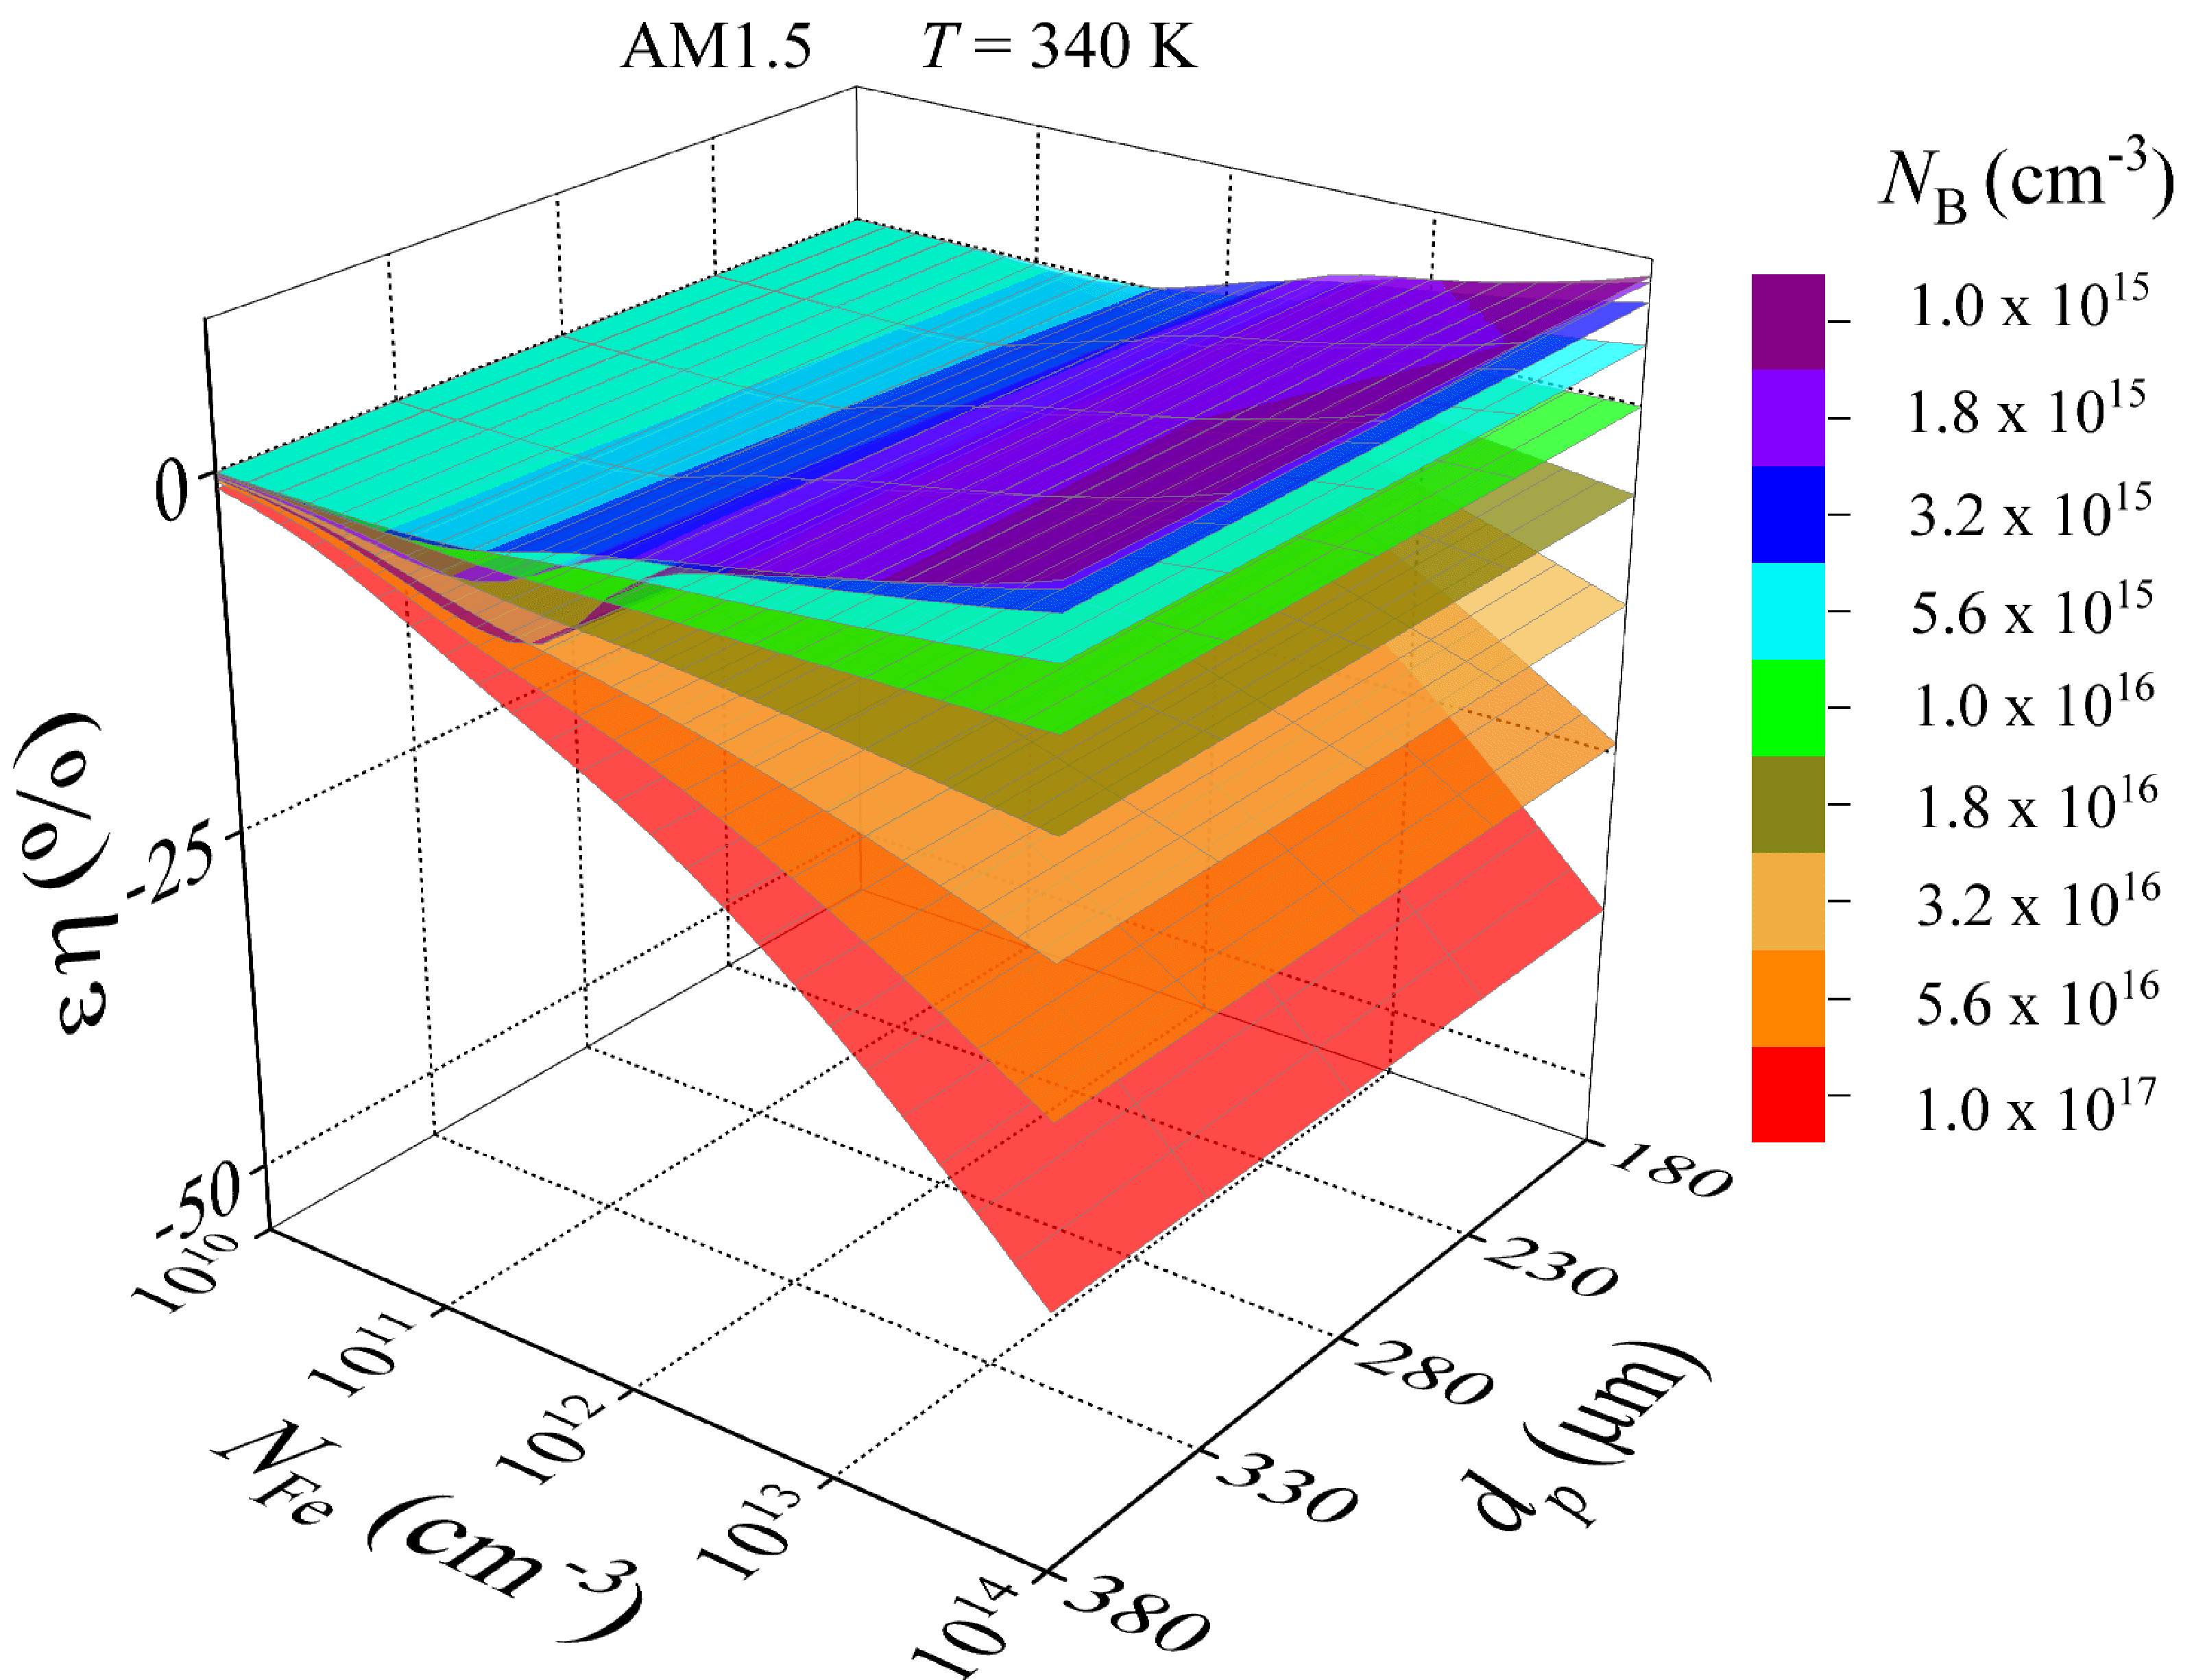 AM1.5 T = 340 K
N_B (cm^-3)
1.0 x 10^15
1.8 x 10^15
3.2 x 10^15
5.6 x 10^15
1.0 x 10^16
1.8 x 10^16
3.2 x 10^16
5.6 x 10^16
1.0 x 10^17
εη (%)
0
-25
-50
10^10
10^11
10^12
10^13
10^14
N_Fe (cm^-3)
180
230
280
330
380
d_p (μm)